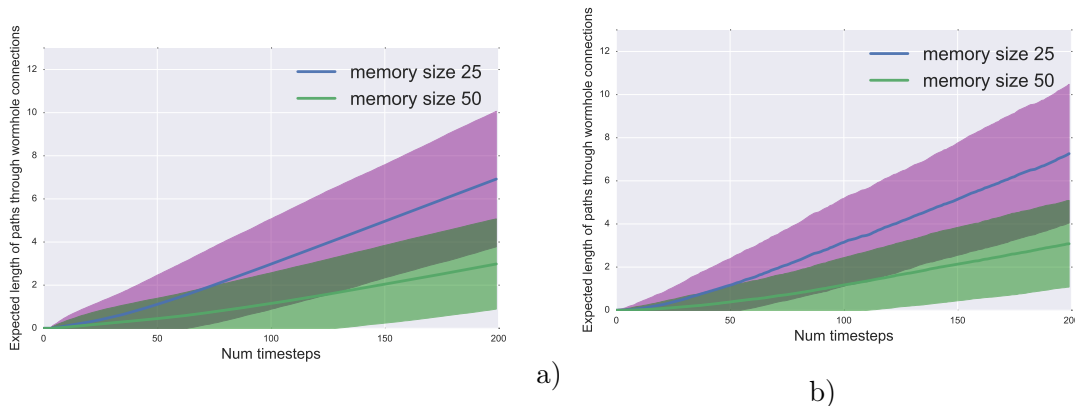 Expected length of paths through wormhole connections
12
10
8
6
4
2
0
memory size 25
memory size 50
0 50 100 150 200
Num timesteps
a)
Expected length of paths through wormhole connections
12
10
8
6
4
2
0
memory size 25
memory size 50
0 50 100 150 200
Num timesteps
b)